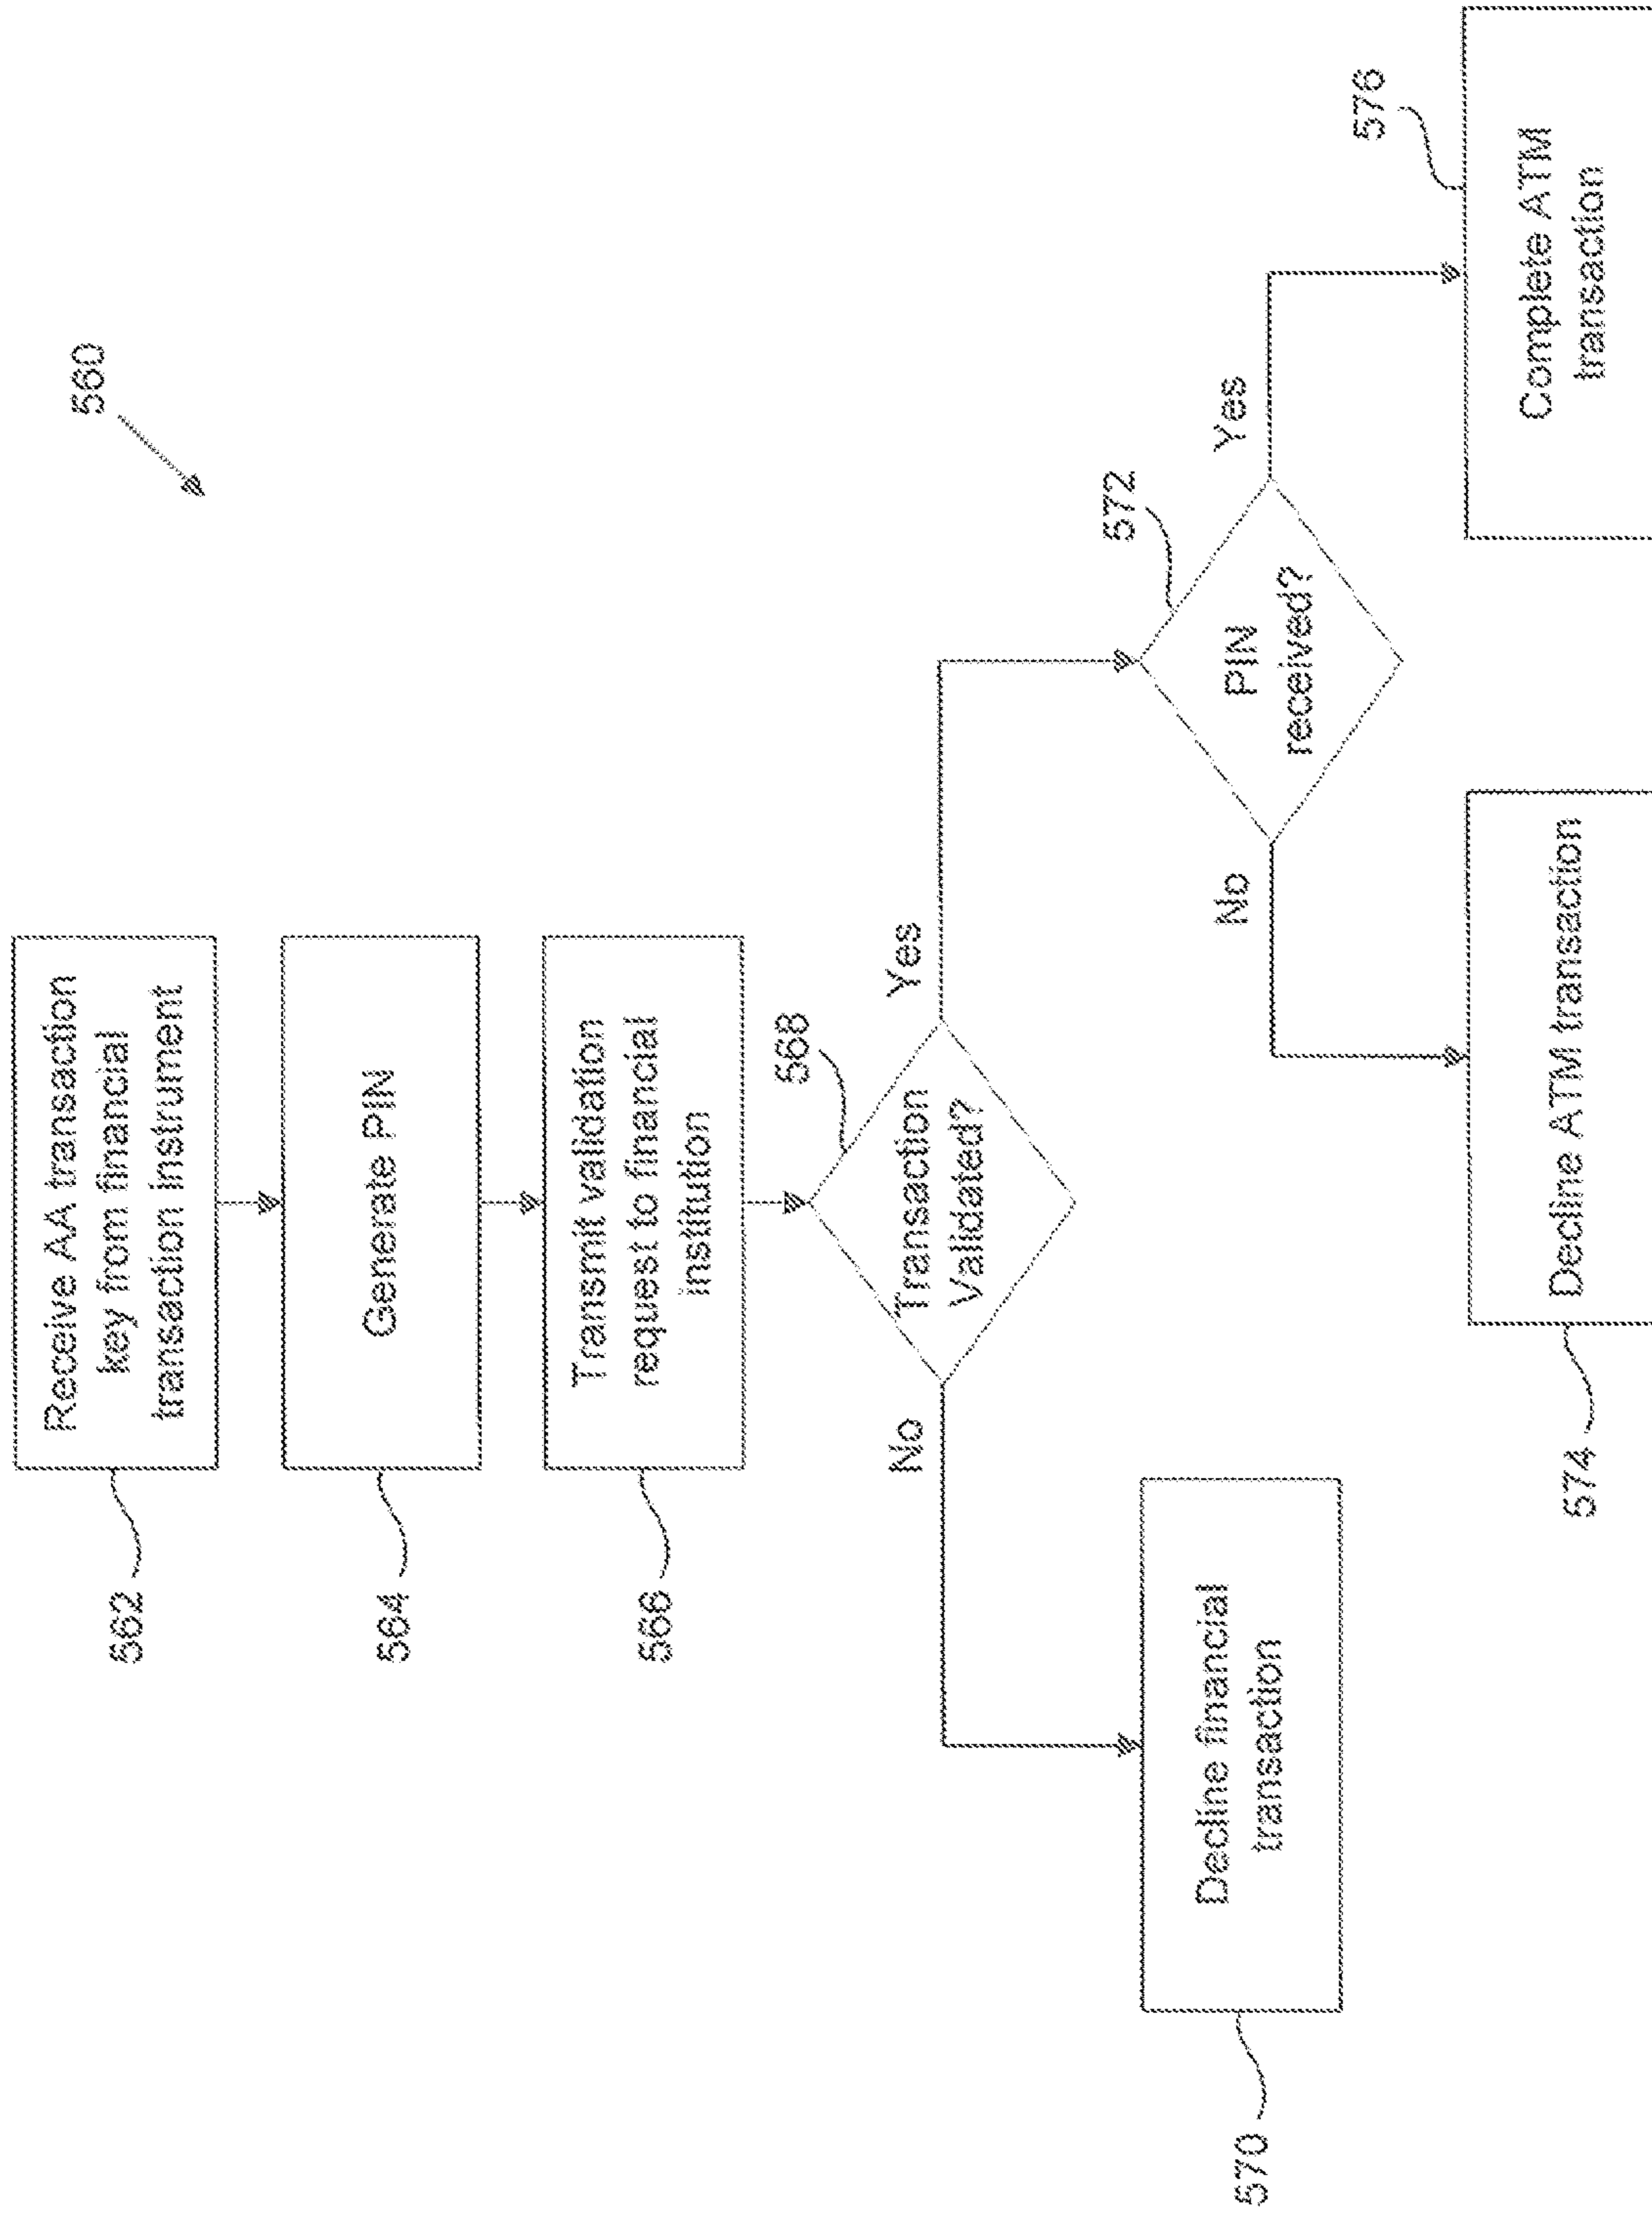 560
562
Receive AA transaction
key from financial
transaction instrument
564
Generate PIN
566
Transmit validation
request to financial
institution
568
Transaction
Validated?
No
Yes
570
Decline financial
transaction
572
PIN
received?
No
Yes
574
Decline ATM transaction
576
Complete ATM
transaction